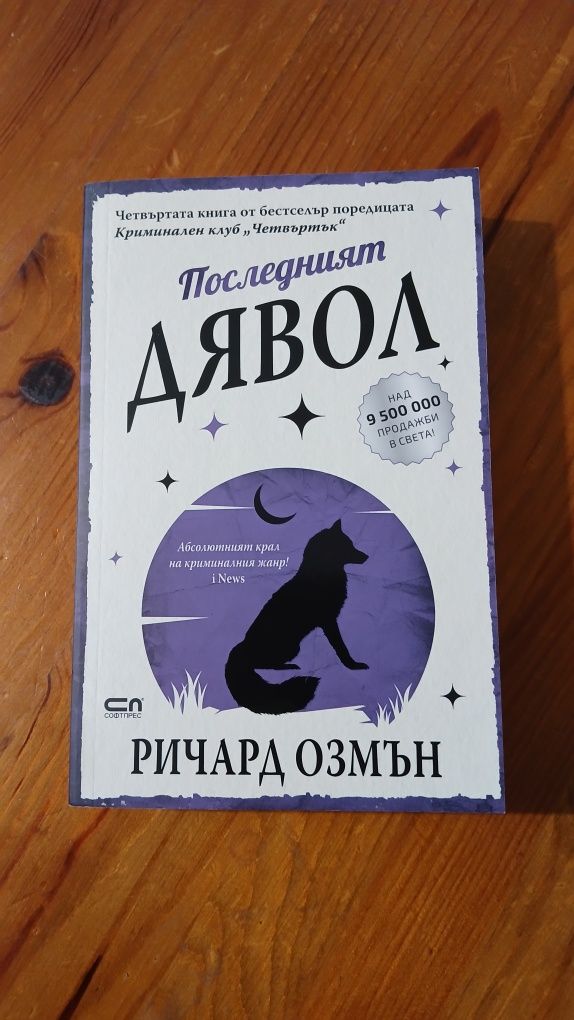 Четвъртата книга от бестселър поредицата
Криминален клуб „Четвъртък“
Последният
ДЯВОЛ
НАД
9 500 000
ПРОДАЖБИ
В СВЕТА!
Абсолютният крал
на криминалния жанр!
i News
СП®
СОФТПРЕС
РИЧАРД ОЗМЪН